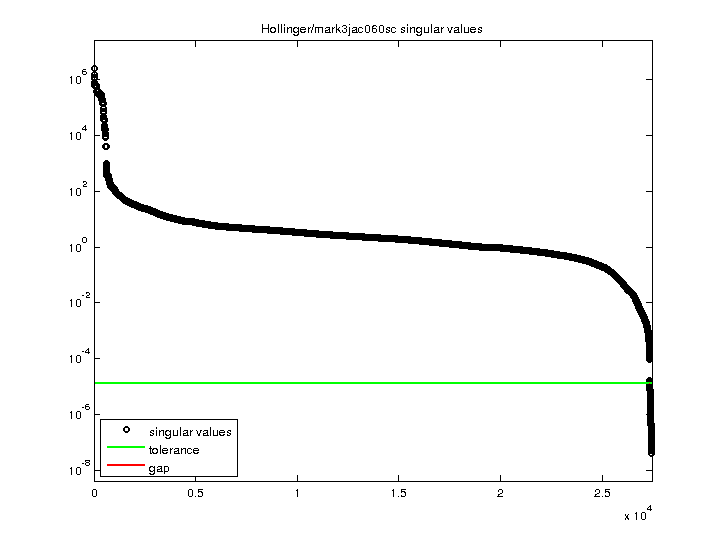 Hollinger/mark3jac060sc singular values
10^6
10^4
10^2
10^0
10^-2
10^-4
10^-6
10^-8
singular values
tolerance
gap
0 0.5 1 1.5 2 2.5
x 10^4